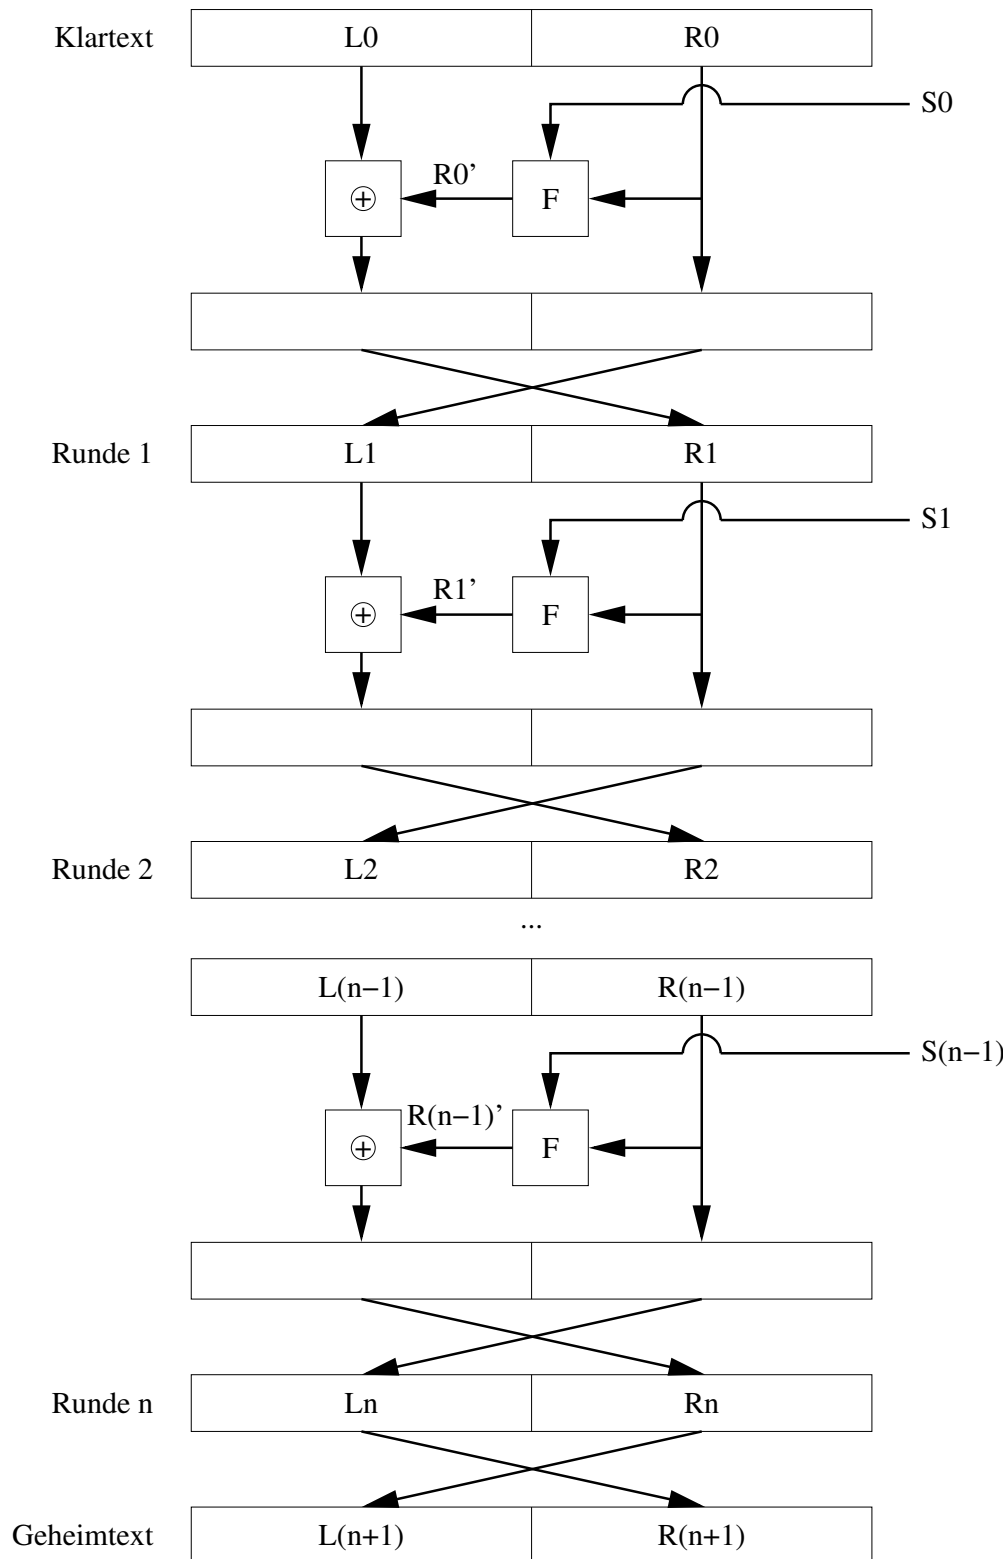 Klartext L0 R0
S0
R0’
⊕ F
Runde 1 L1 R1
S1
R1’
⊕ F
Runde 2 L2 R2
...
L(n−1) R(n−1)
S(n−1)
R(n−1)’
⊕ F
Runde n Ln Rn
Geheimtext L(n+1) R(n+1)